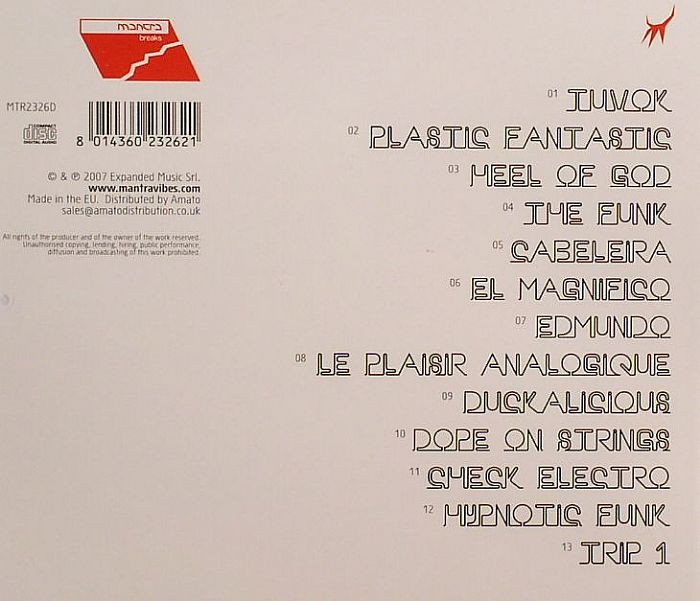 mantra
breaks
MTR2326D
COMPACT
disc
DIGITAL AUDIO
8 014360 232621
© & ℗ 2007 Expanded Music Srl.
www.mantravibes.com
Made in the EU. Distributed by Amato
sales@amatodistribution.co.uk
All rights of the producer and of the owner of the work reserved.
Unauthorised copying, lending, hiring, public performance,
diffusion and broadcasting of this work prohibited.
01 TUVOK
02 PLASTIC FANTASTIC
03 HEEL OF GOD
04 THE FUNK
05 CABELEIRA
06 EL MAGNIFICO
07 EDMUNDO
08 LE PLAISIR ANALOGIQUE
09 DUCKALICIOUS
10 DOPE ON STRINGS
11 CHECK ELECTRO
12 HYPNOTIC FUNK
13 TRIP 1